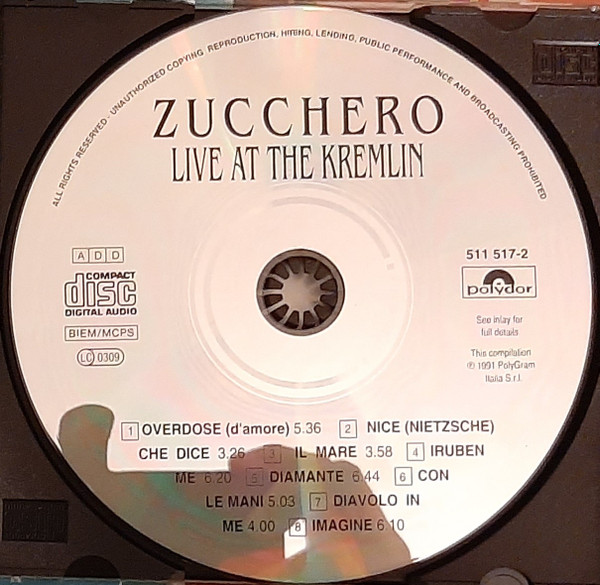 ALL RIGHTS RESERVED - UNAUTHORIZED COPYING REPRODUCTION, HIRING, LENDING, PUBLIC PERFORMANCE AND BROADCASTING PROHIBITED
ZUCCHERO
LIVE AT THE KREMLIN
A D D
COMPACT
disc
DIGITAL AUDIO
BIEM/MCPS
LC 0309
511 517-2
polydor
See inlay for
full details
This compilation
℗ 1991 PolyGram
Italia S.r.l.
1 OVERDOSE (d'amore) 5.36 2 NICE (NIETZSCHE)
CHE DICE 3.26 3 IL MARE 3.58 4 IRUBEN
ME 6.20 5 DIAMANTE 6.44 6 CON
LE MANI 5.03 7 DIAVOLO IN
ME 4.00 8 IMAGINE 6.10